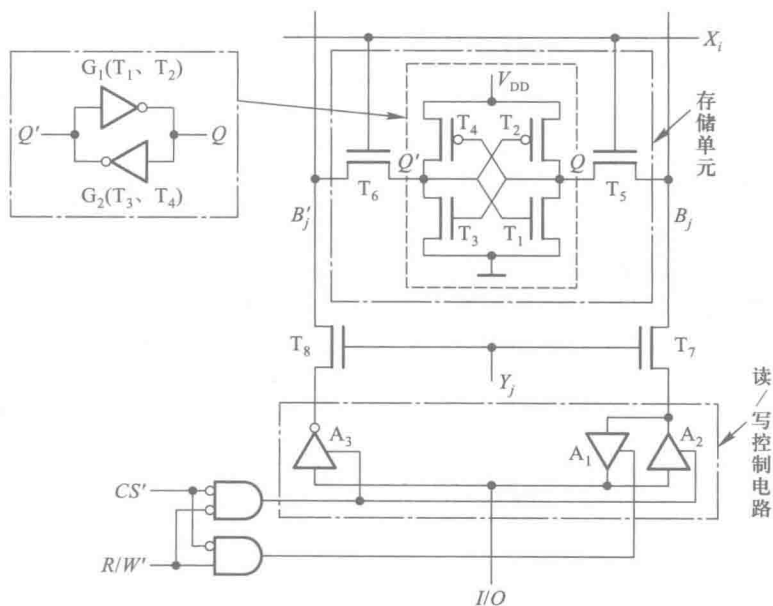 X_i
G₁(T₁、T₂)
Q'
Q
G₂(T₃、T₄)
V_DD
T₄
T₂
Q'
Q
T₆
T₅
T₃
T₁
B'_j
B_j
存储单元
T₈
T₇
Y_j
A₃
A₁
A₂
读/写控制电路
CS'
R/W'
I/O